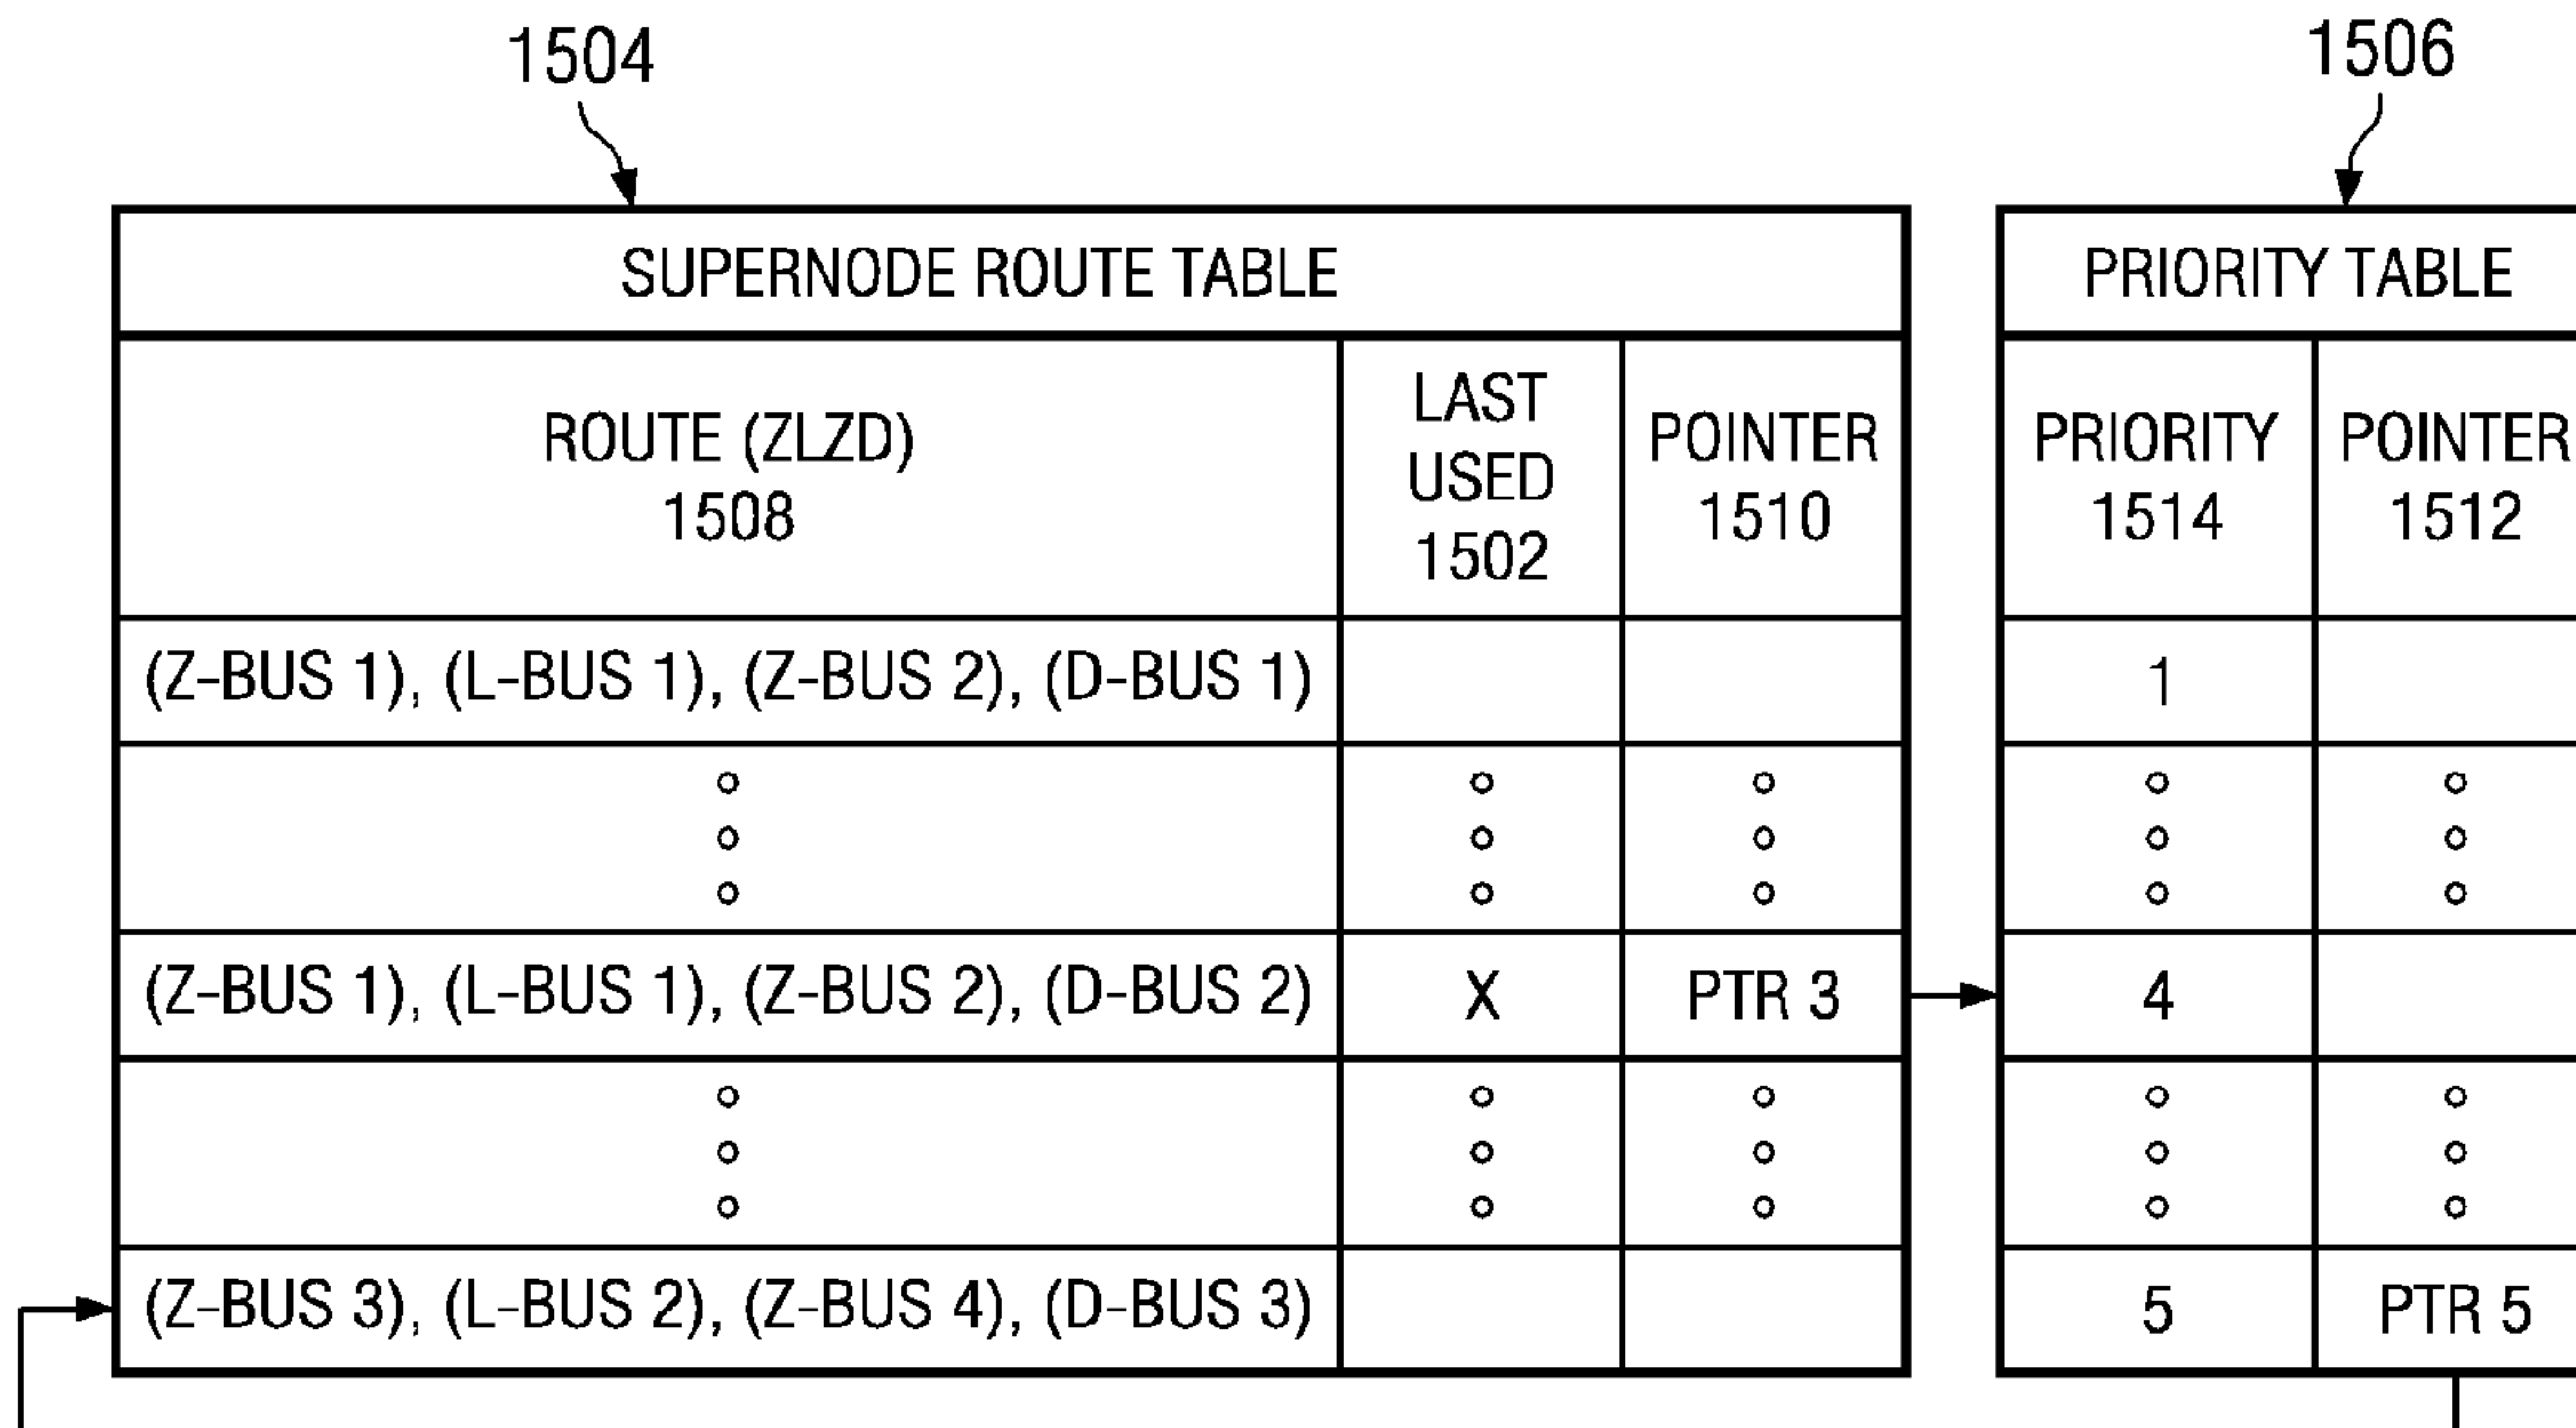 1504
1506
SUPERNODE ROUTE TABLE
PRIORITY TABLE
ROUTE (ZLZD)
1508
LAST
USED
1502
POINTER
1510
PRIORITY
1514
POINTER
1512
(Z-BUS 1), (L-BUS 1), (Z-BUS 2), (D-BUS 1)
1
(Z-BUS 1), (L-BUS 1), (Z-BUS 2), (D-BUS 2)
X
PTR 3
4
(Z-BUS 3), (L-BUS 2), (Z-BUS 4), (D-BUS 3)
5
PTR 5